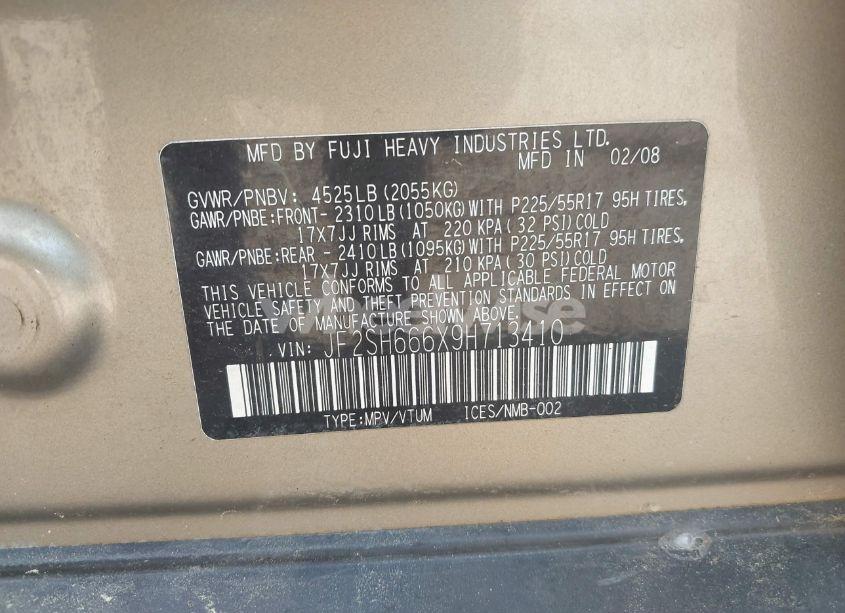 MFD BY FUJI HEAVY INDUSTRIES LTD.
MFD IN 02/08
GVWR/PNBV: 4525LB(2055KG)
GAWR/PNBE:FRONT- 2310LB(1050KG)WITH P225/55R17 95H TIRES,
17X7JJ RIMS AT 220 KPA( 32 PSI)COLD
GAWR/PNBE:REAR - 2410LB(1095KG)WITH P225/55R17 95H TIRES,
17X7JJ RIMS AT 210 KPA( 30 PSI)COLD
THIS VEHICLE CONFORMS TO ALL APPLICABLE FEDERAL MOTOR
VEHICLE SAFETY AND THEFT PREVENTION STANDARDS IN EFFECT ON
THE DATE OF MANUFACTURE SHOWN ABOVE.
VIN: JF2SH666X9H713410
TYPE:MPV/VTUM ICES/NMB-002